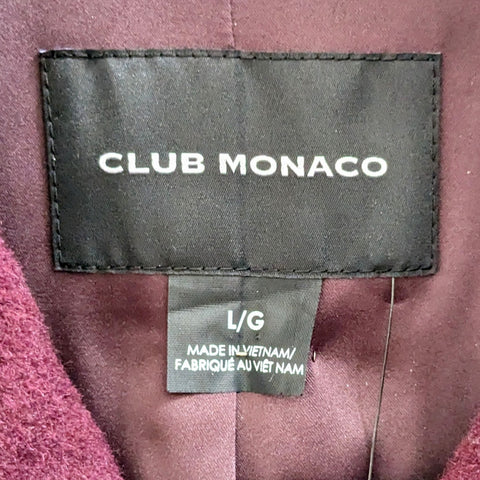 CLUB MONACO
L/G
MADE IN VIETNAM/
FABRIQUÉ AU VIÊT NAM